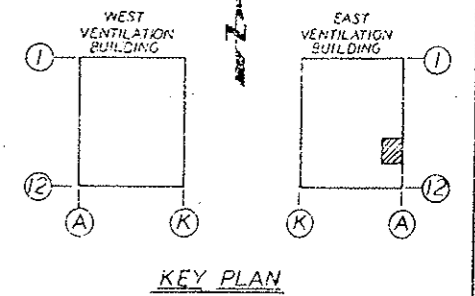 WEST
VENTILATION
BUILDING
N
EAST
VENTILATION
BUILDING
1
1
12
12
A
K
K
A
KEY PLAN